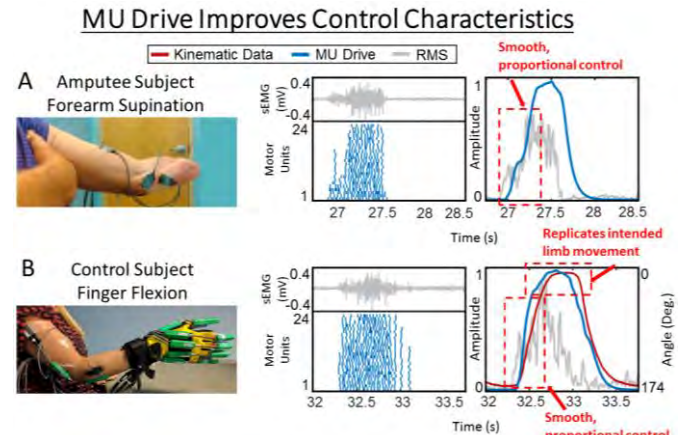 MU Drive Improves Control Characteristics
Kinematic Data MU Drive RMS
A
Amputee Subject
Forearm Supination
sEMG
(mV)
0.4
-0.4
Motor
Units
24
1
27 27.5 28 28.5
Time (s)
Smooth,
proportional control
Amplitude
1
0
27 27.5 28 28.5
Time (s)
B
Control Subject
Finger Flexion
sEMG
(mV)
0.4
-0.4
Motor
Units
24
1
32 32.5 33 33.5
Time (s)
Replicates intended
limb movement
Amplitude
1
0
0
174
Angle (Deg.)
32 32.5 33 33.5
Time (s)
Smooth,
proportional control